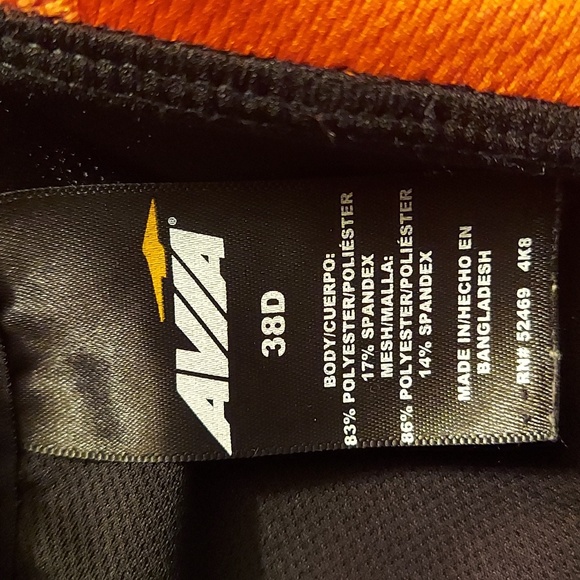 AVIA®
38D
BODY/CUERPO:
83% POLYESTER/POLIÉSTER
17% SPANDEX
MESH/MALLA:
86% POLYESTER/POLIÉSTER
14% SPANDEX
MADE IN/HECHO EN
BANGLADESH
RN# 52469 4K8